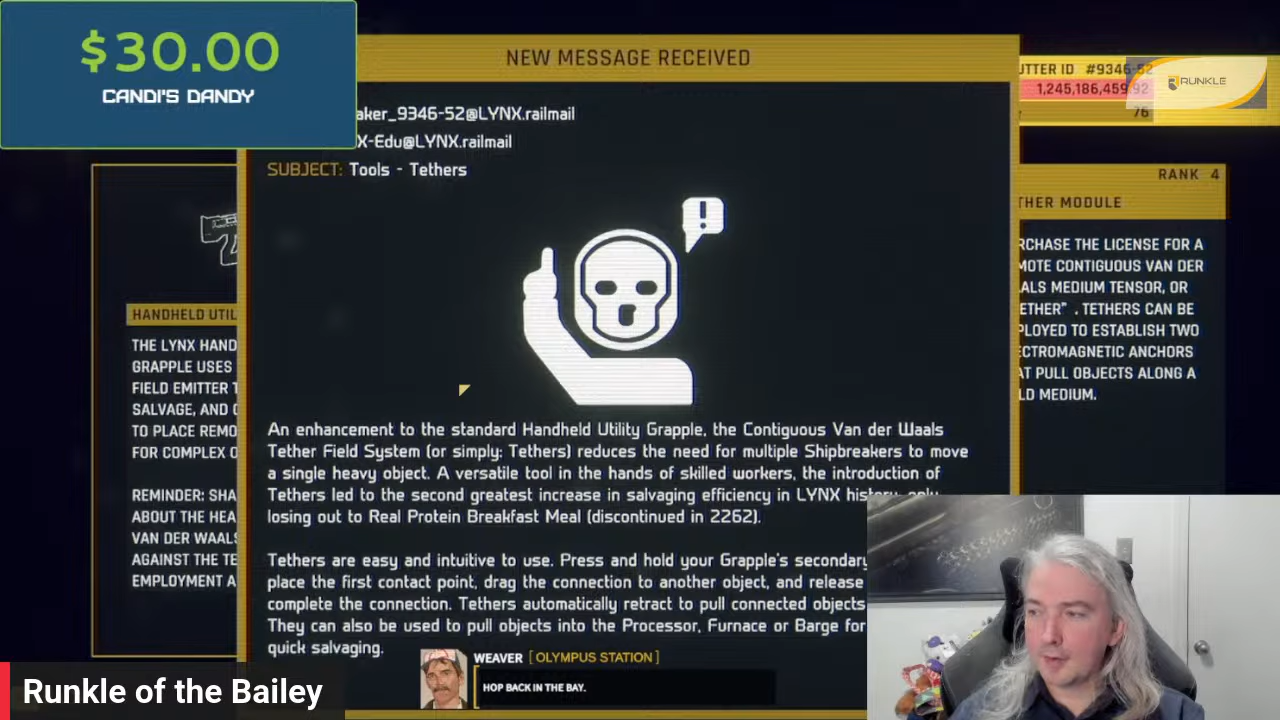 $30.00
CANDI'S DANDY
NEW MESSAGE RECEIVED
aker_9346-52@LYNX.railmail
X-Edu@LYNX.railmail
SUBJECT: Tools - Tethers
UTTER ID #9346-52
1,245,186,459.92
76
RUNKLE
RANK 4
THER MODULE
RCHASE THE LICENSE FOR A
MOTE CONTIGUOUS VAN DER
ALS MEDIUM TENSOR, OR
ETHER". TETHERS CAN BE
PLOYED TO ESTABLISH TWO
ECTROMAGNETIC ANCHORS
AT PULL OBJECTS ALONG A
LD MEDIUM.
HANDHELD UTIL
THE LYNX HAND
GRAPPLE USES
FIELD EMITTER T
SALVAGE, AND
TO PLACE REMO
FOR COMPLEX
REMINDER: SHA
ABOUT THE HEA
VAN DER WAALS
AGAINST THE TE
EMPLOYMENT A
An enhancement to the standard Handheld Utility Grapple, the Contiguous Van der Waals
Tether Field System (or simply: Tethers) reduces the need for multiple Shipbreakers to move
a single heavy object. A versatile tool in the hands of skilled workers, the introduction of
Tethers led to the second greatest increase in salvaging efficiency in LYNX history, only
losing out to Real Protein Breakfast Meal (discontinued in 2262).
Tethers are easy and intuitive to use. Press and hold your Grapple's secondary
place the first contact point, drag the connection to another object, and release
complete the connection. Tethers automatically retract to pull connected objects
They can also be used to pull objects into the Processor, Furnace or Barge for
quick salvaging.
WEAVER [OLYMPUS STATION]
HOP BACK IN THE BAY.
Runkle of the Bailey